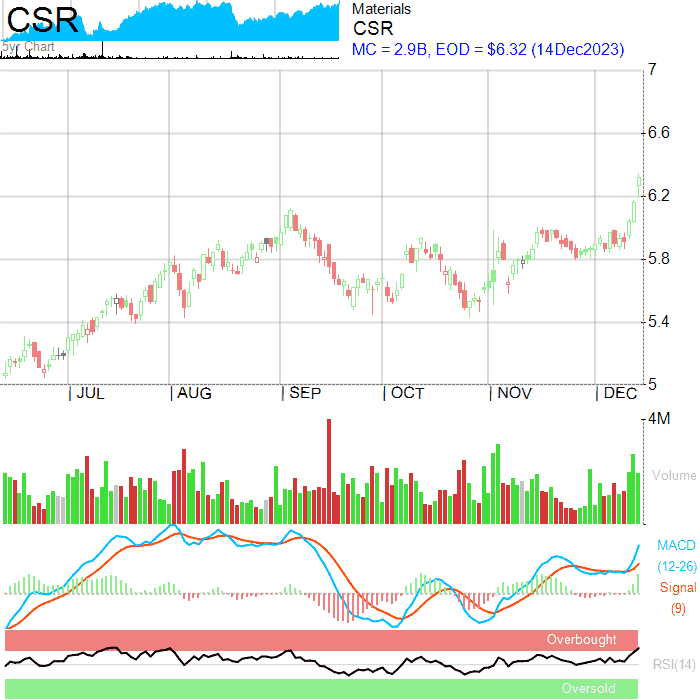 CSR
5yr Chart
Materials
CSR
MC = 2.9B, EOD = $6.32 (14Dec2023)
7
6.6
6.2
5.8
5.4
5
JUL AUG SEP OCT NOV DEC
4M
Volume
MACD
(12-26)
Signal
(9)
Overbought
RSI(14)
Oversold